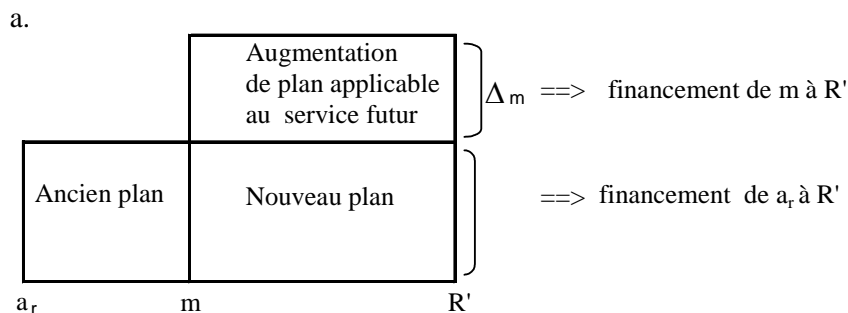 a.
Augmentation
de plan applicable
au service futur
Δm ==> financement de m à R'
Ancien plan
Nouveau plan
==> financement de ar à R'
ar
m
R'